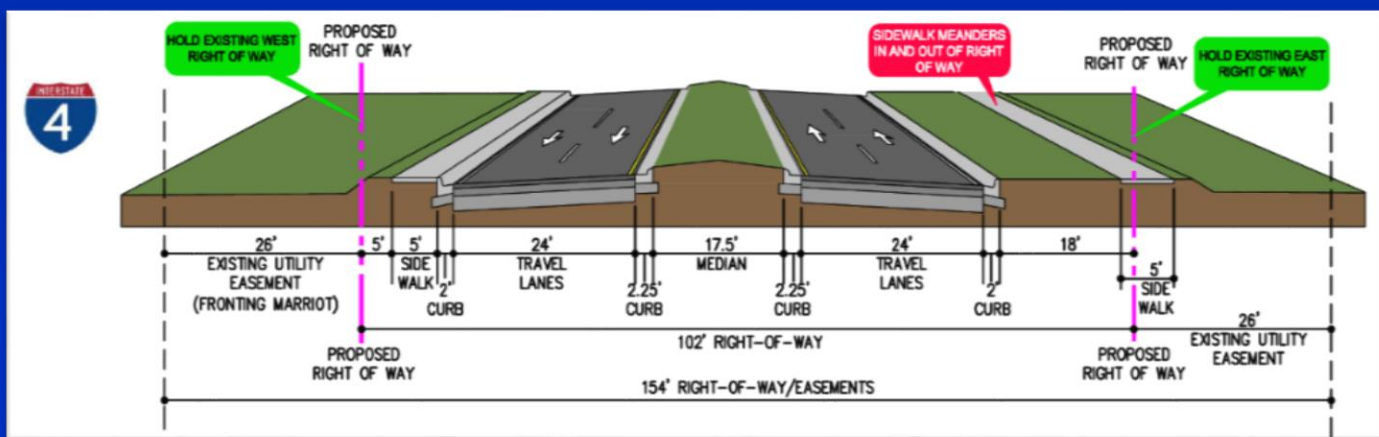 HOLD EXISTING WEST
RIGHT OF WAY
PROPOSED
RIGHT OF WAY
SIDEWALK MEANDERS
IN AND OUT OF RIGHT
OF WAY
PROPOSED
RIGHT OF WAY
HOLD EXISTING EAST
RIGHT OF WAY
INTERSTATE
4
26'
EXISTING UTILITY
EASEMENT
(FRONTING MARRIOT)
5'
5'
SIDE
WALK
2'
CURB
24'
TRAVEL
LANES
2.25'
CURB
17.5'
MEDIAN
2.25'
CURB
24'
TRAVEL
LANES
2'
CURB
18'
5'
SIDE
WALK
26'
EXISTING UTILITY
EASEMENT
102' RIGHT-OF-WAY
PROPOSED
RIGHT OF WAY
PROPOSED
RIGHT OF WAY
154' RIGHT-OF-WAY/EASEMENTS